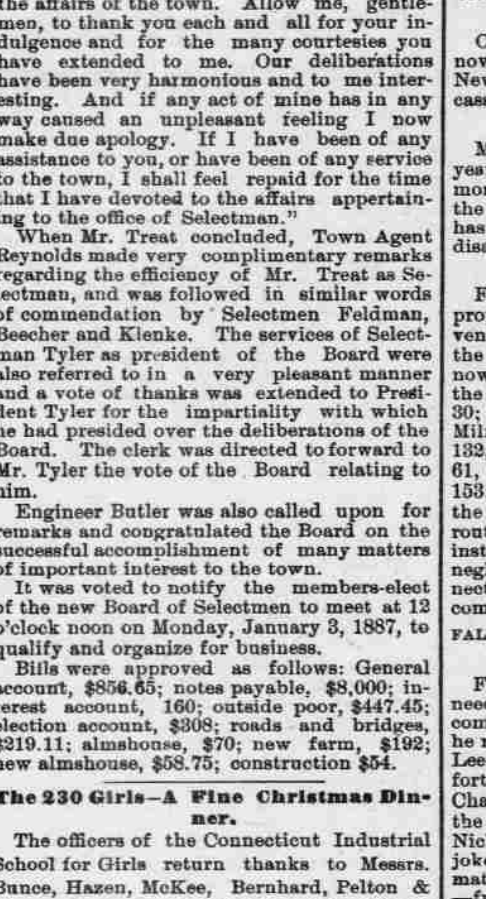 the affairs of the town. Allow me, gentle-
men, to thank you each and all for your in-
dulgence and for the many courtesies you
have extended to me. Our deliberations
have been very harmonious and to me inter-
esting. And if any act of mine has in any
way caused an unpleasant feeling I now
make due apology. If I have been of any
assistance to you, or have been of any service
to the town, I shall feel repaid for the time
that I have devoted to the affairs appertain-
ing to the office of Selectman."
When Mr. Treat concluded, Town Agent
Reynolds made very complimentary remarks
regarding the efficiency of Mr. Treat as Se-
lectman, and was followed in similar words
of commendation by Selectmen Feldman,
Beecher and Klenke. The services of Select-
man Tyler as president of the Board were
also referred to in a very pleasant manner
and a vote of thanks was extended to Presi-
dent Tyler for the impartiality with which
he had presided over the deliberations of the
Board. The clerk was directed to forward to
Mr. Tyler the vote of the Board relating to
him.
Engineer Butler was also called upon for
remarks and congratulated the Board on the
successful accomplishment of many matters
of important interest to the town.
It was voted to notify the members-elect
of the new Board of Selectmen to meet at 12
o'clock noon on Monday, January 3, 1887, to
qualify and organize for business.
Bills were approved as follows: General
account, $856.65; notes payable, $8,000; in-
terest account, 160; outside poor, $447.45;
election account, $308; roads and bridges,
$219.11; almshouse, $70; new farm, $192;
new almshouse, $58.75; construction $54.
The 230 Girls—A Fine Christmas Din-
ner.
The officers of the Connecticut Industrial
School for Girls return thanks to Messrs.
Bunce, Hazen, McKee, Bernhard, Pelton &